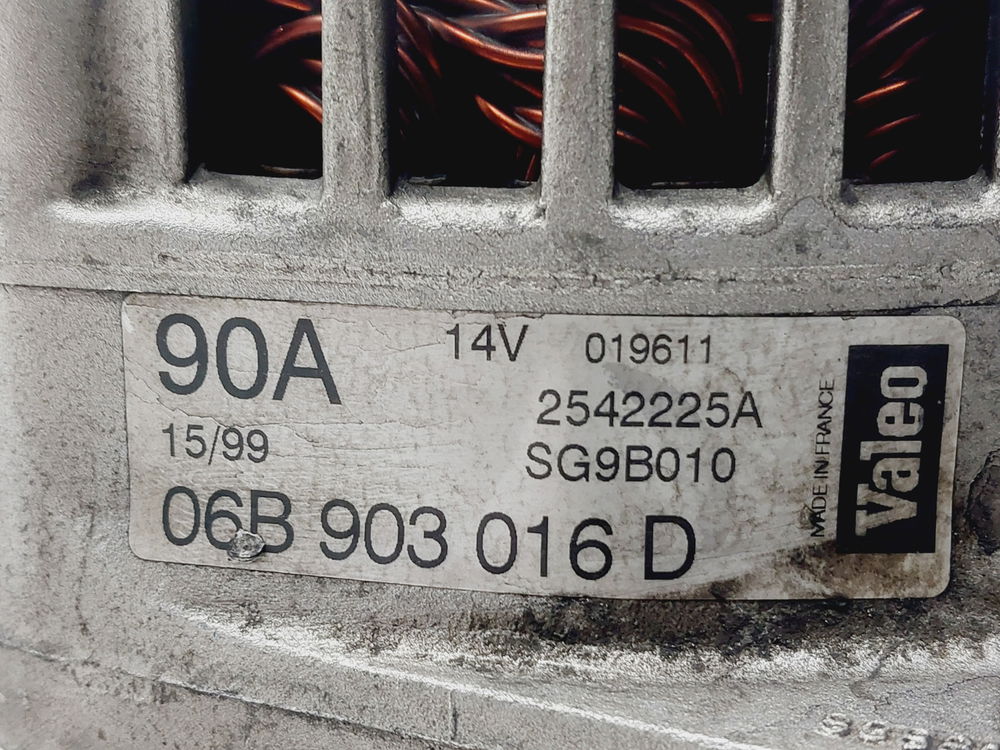 90A 14V 019611
2542225A
15/99 SG9B010
06B 903 016 D
MADE IN FRANCE
Valeo